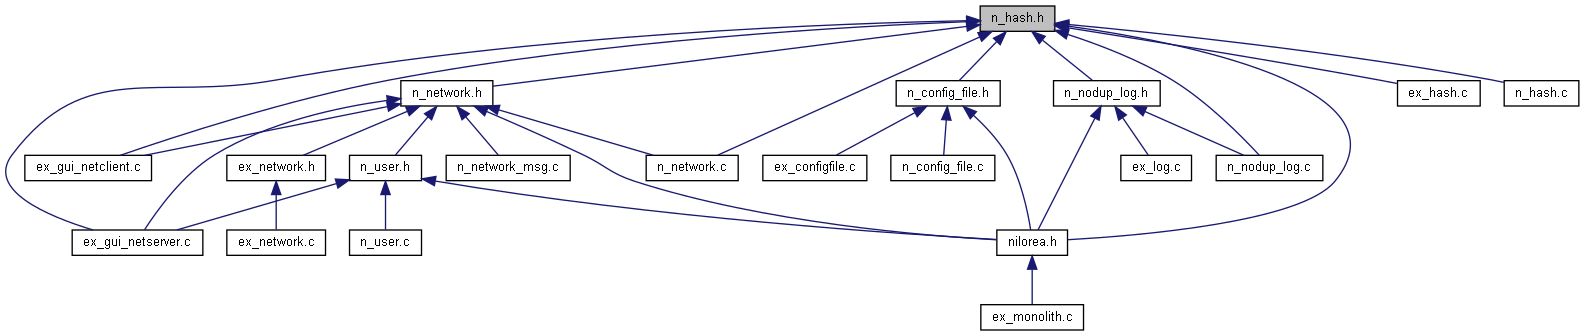 n_hash.h
n_network.h
n_config_file.h
n_nodup_log.h
ex_hash.c
n_hash.c
ex_gui_netclient.c
ex_network.h
n_user.h
n_network_msg.c
n_network.c
ex_configfile.c
n_config_file.c
ex_log.c
n_nodup_log.c
ex_gui_netserver.c
ex_network.c
n_user.c
nilorea.h
ex_monolith.c